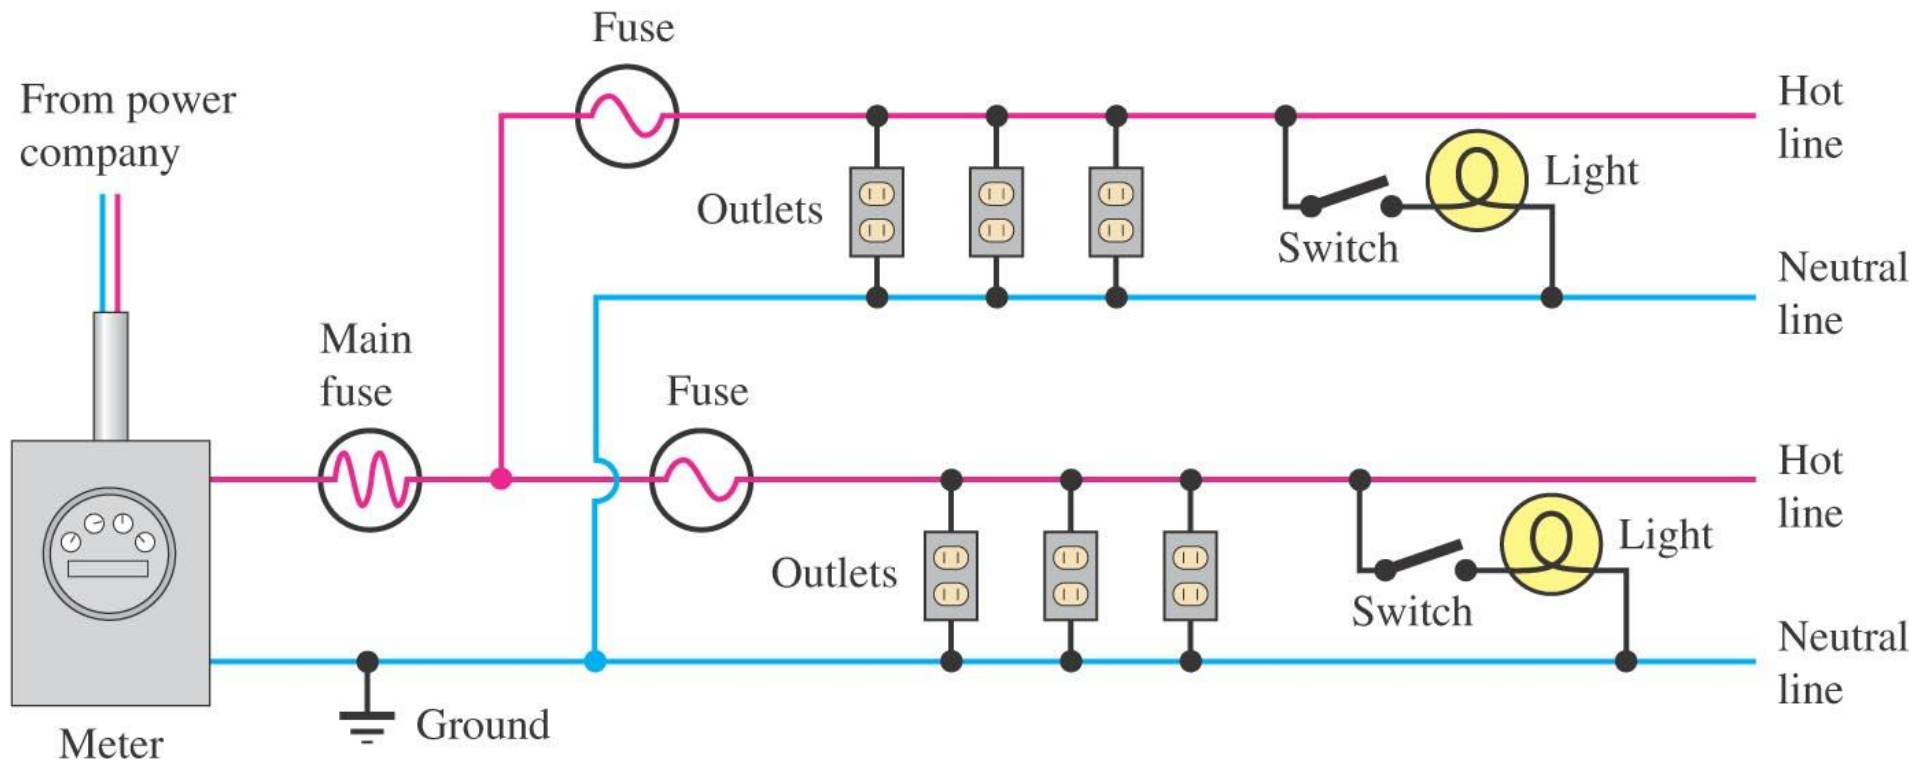 Fuse
From power
company
Hot
line
Light
Outlets
Switch
Neutral
line
Main
fuse
Fuse
Hot
line
Light
Outlets
Switch
Neutral
line
Ground
Meter